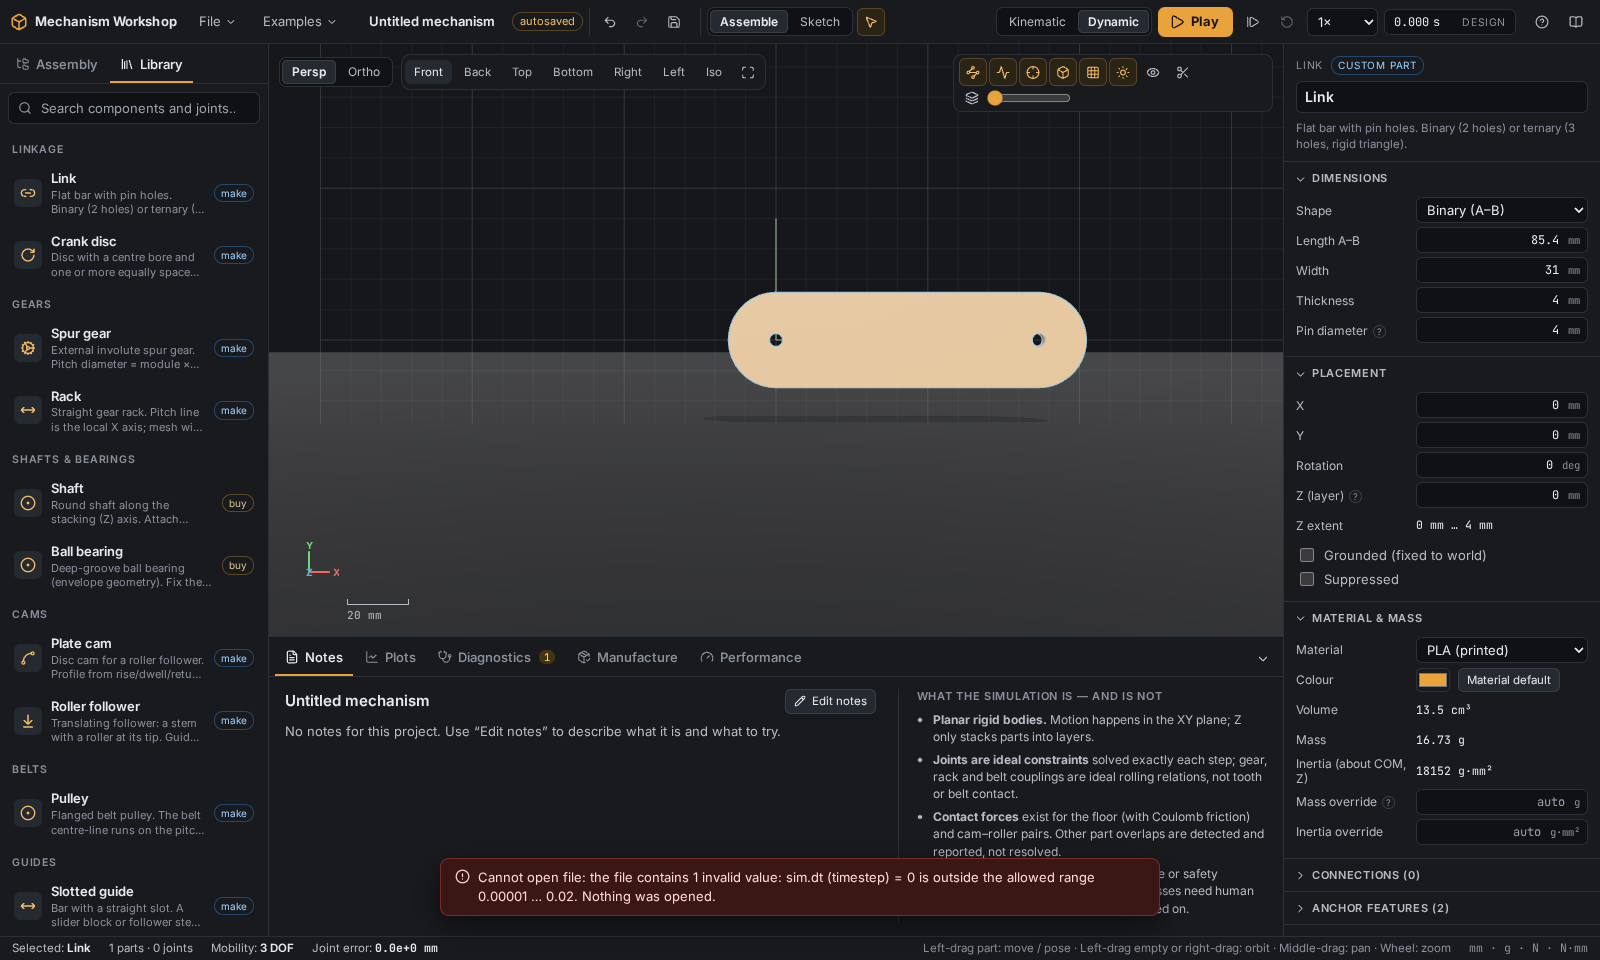 Mechanism Workshop
File
Examples
Untitled mechanism
autosaved
Assemble
Sketch
Kinematic
Dynamic
Play
1×
0.000 s
DESIGN
Assembly
Library
Search components and joints..
LINKAGE
Link
Flat bar with pin holes.
Binary (2 holes) or ternary (...
make
Crank disc
Disc with a centre bore and
one or more equally space...
make
GEARS
Spur gear
External involute spur gear.
Pitch diameter = module ×...
make
Rack
Straight gear rack. Pitch line
is the local X axis; mesh wi...
make
SHAFTS & BEARINGS
Shaft
Round shaft along the
stacking (Z) axis. Attach...
buy
Ball bearing
Deep-groove ball bearing
(envelope geometry). Fix the...
buy
CAMS
Plate cam
Disc cam for a roller follower.
Profile from rise/dwell/retu...
make
Roller follower
Translating follower: a stem
with a roller at its tip. Guid...
make
BELTS
Pulley
Flanged belt pulley. The belt
centre-line runs on the pitc...
make
GUIDES
Slotted guide
Bar with a straight slot. A
slider block or follower ste...
make
Persp
Ortho
Front
Back
Top
Bottom
Right
Left
Iso
Y
Z
X
20 mm
Notes
Plots
Diagnostics
1
Manufacture
Performance
Untitled mechanism
Edit notes
No notes for this project. Use “Edit notes” to describe what it is and what to try.
WHAT THE SIMULATION IS — AND IS NOT
Planar rigid bodies. Motion happens in the XY plane; Z
only stacks parts into layers.
Joints are ideal constraints solved exactly each step; gear,
rack and belt couplings are ideal rolling relations, not tooth
or belt contact.
Contact forces exist for the floor (with Coulomb friction)
and cam–roller pairs. Other part overlaps are detected and
reported, not resolved.
e or safety
sses need human
ed on.
Cannot open file: the file contains 1 invalid value: sim.dt (timestep) = 0 is outside the allowed range
0.00001 … 0.02. Nothing was opened.
LINK
CUSTOM PART
Link
Flat bar with pin holes. Binary (2 holes) or ternary (3
holes, rigid triangle).
DIMENSIONS
Shape
Binary (A–B)
Length A–B
85.4 mm
Width
31 mm
Thickness
4 mm
Pin diameter ?
4 mm
PLACEMENT
X
0 mm
Y
0 mm
Rotation
0 deg
Z (layer) ?
0 mm
Z extent
0 mm … 4 mm
Grounded (fixed to world)
Suppressed
MATERIAL & MASS
Material
PLA (printed)
Colour
Material default
Volume
13.5 cm³
Mass
16.73 g
Inertia (about COM,
Z)
18152 g·mm²
Mass override ?
auto g
Inertia override
auto g·mm²
CONNECTIONS (0)
ANCHOR FEATURES (2)
Selected: Link
1 parts · 0 joints
Mobility: 3 DOF
Joint error: 0.0e+0 mm
Left-drag part: move / pose · Left-drag empty or right-drag: orbit · Middle-drag: pan · Wheel: zoom
mm · g · N · N·mm